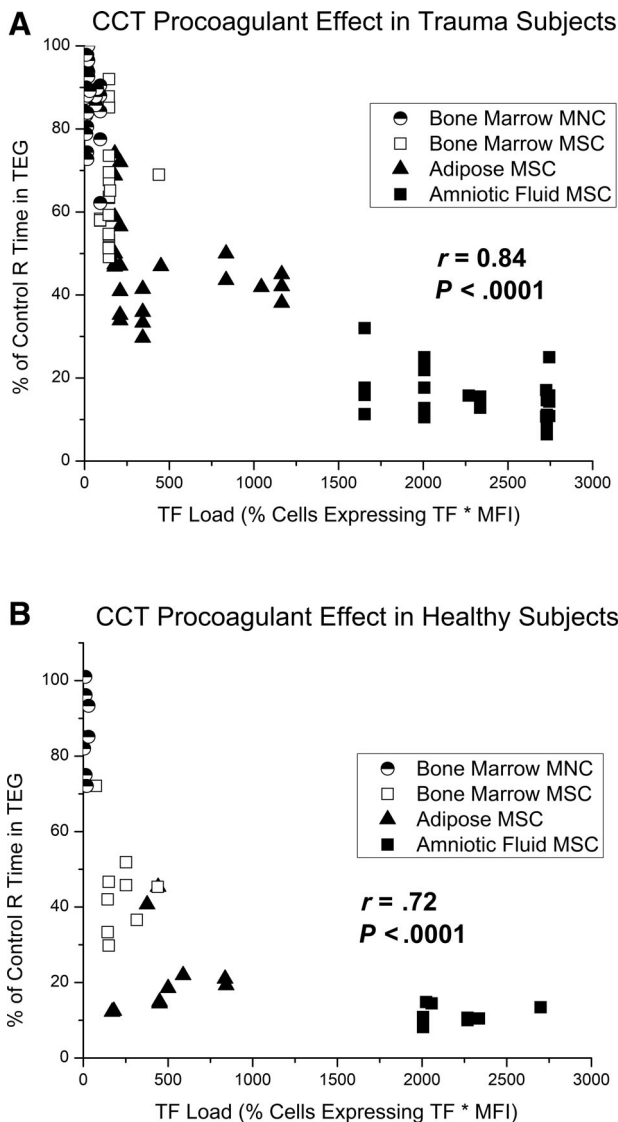 A
CCT Procoagulant Effect in Trauma Subjects
100
80
60
40
20
0
% of Control R Time in TEG
Bone Marrow MNC
Bone Marrow MSC
Adipose MSC
Amniotic Fluid MSC
r = 0.84
P < .0001
0 500 1000 1500 2000 2500 3000
TF Load (% Cells Expressing TF * MFI)
B
CCT Procoagulant Effect in Healthy Subjects
100
80
60
40
20
0
% of Control R Time in TEG
Bone Marrow MNC
Bone Marrow MSC
Adipose MSC
Amniotic Fluid MSC
r = .72
P < .0001
0 500 1000 1500 2000 2500 3000
TF Load (% Cells Expressing TF * MFI)